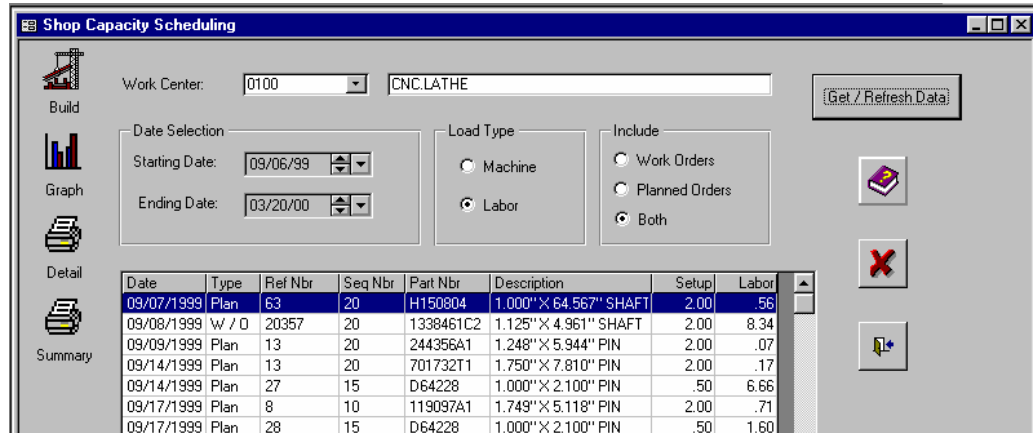 Shop Capacity Scheduling
Build
Graph
Detail
Summary
Work Center: 0100 CNC.LATHE
Get / Refresh Data
Date Selection
Starting Date: 09/06/99
Ending Date: 03/20/00
Load Type
Machine
Labor
Include
Work Orders
Planned Orders
Both
Date Type Ref Nbr Seq Nbr Part Nbr Description Setup Labor
09/07/1999 Plan 63 20 H150804 1.000" X 64.567" SHAFT 2.00 .56
09/08/1999 W / O 20357 20 1338461C2 1.125" X 4.961" SHAFT 2.00 8.34
09/09/1999 Plan 13 20 244356A1 1.248" X 5.944" PIN 2.00 .07
09/14/1999 Plan 13 20 701732T1 1.750" X 7.810" PIN 2.00 .17
09/14/1999 Plan 27 15 D64228 1.000" X 2.100" PIN .50 6.66
09/17/1999 Plan 8 10 119097A1 1.749" X 5.118" PIN 2.00 .71
09/17/1999 Plan 28 15 D64228 1.000" X 2.100" PIN .50 1.60